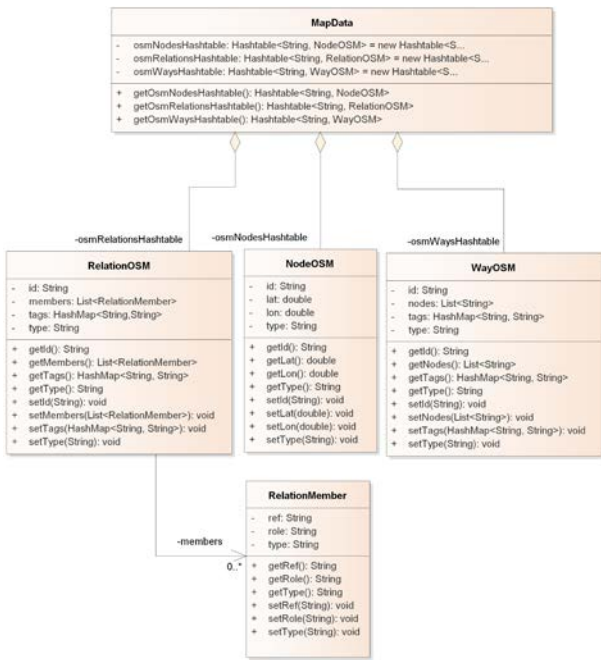 MapData
- osmNodesHashtable: Hashtable<String, NodeOSM> = new Hashtable<S...
- osmRelationsHashtable: Hashtable<String, RelationOSM> = new Hashtable<S...
- osmWaysHashtable: Hashtable<String, WayOSM> = new Hashtable<S...
+ getOsmNodesHashtable(): Hashtable<String, NodeOSM>
+ getOsmRelationsHashtable(): Hashtable<String, RelationOSM>
+ getOsmWaysHashtable(): Hashtable<String, WayOSM>
-osmRelationsHashtable
-osmNodesHashtable
-osmWaysHashtable
RelationOSM
- id: String
- members: List<RelationMember>
- tags: HashMap<String,String>
- type: String
+ getId(): String
+ getMembers(): List<RelationMember>
+ getTags(): HashMap<String, String>
+ getType(): String
+ setId(String): void
+ setMembers(List<RelationMember>): void
+ setTags(HashMap<String, String>): void
+ setType(String): void
NodeOSM
- id: String
- lat: double
- lon: double
- type: String
+ getId(): String
+ getLat(): double
+ getLon(): double
+ getType(): String
+ setId(String): void
+ setLat(double): void
+ setLon(double): void
+ setType(String): void
WayOSM
- id: String
- nodes: List<String>
- tags: HashMap<String, String>
- type: String
+ getId(): String
+ getNodes(): List<String>
+ getTags(): HashMap<String, String>
+ getType(): String
+ setId(String): void
+ setNodes(List<String>): void
+ setTags(HashMap<String, String>): void
+ setType(String): void
-members
0..*
RelationMember
- ref: String
- role: String
- type: String
+ getRef(): String
+ getRole(): String
+ getType(): String
+ setRef(String): void
+ setRole(String): void
+ setType(String): void